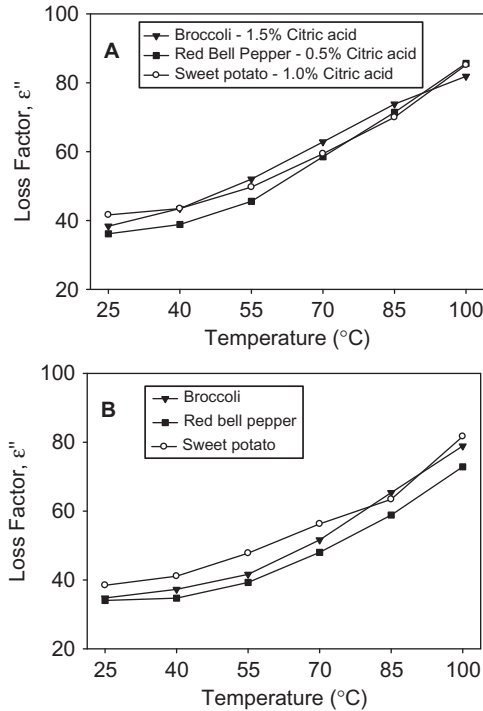 100
A
Broccoli - 1.5% Citric acid
Red Bell Pepper - 0.5% Citric acid
Sweet potato - 1.0% Citric acid
80
60
40
20
Loss Factor, ε"
25 40 55 70 85 100
Temperature (°C)
100
B
Broccoli
Red bell pepper
Sweet potato
80
60
40
20
Loss Factor, ε"
25 40 55 70 85 100
Temperature (°C)